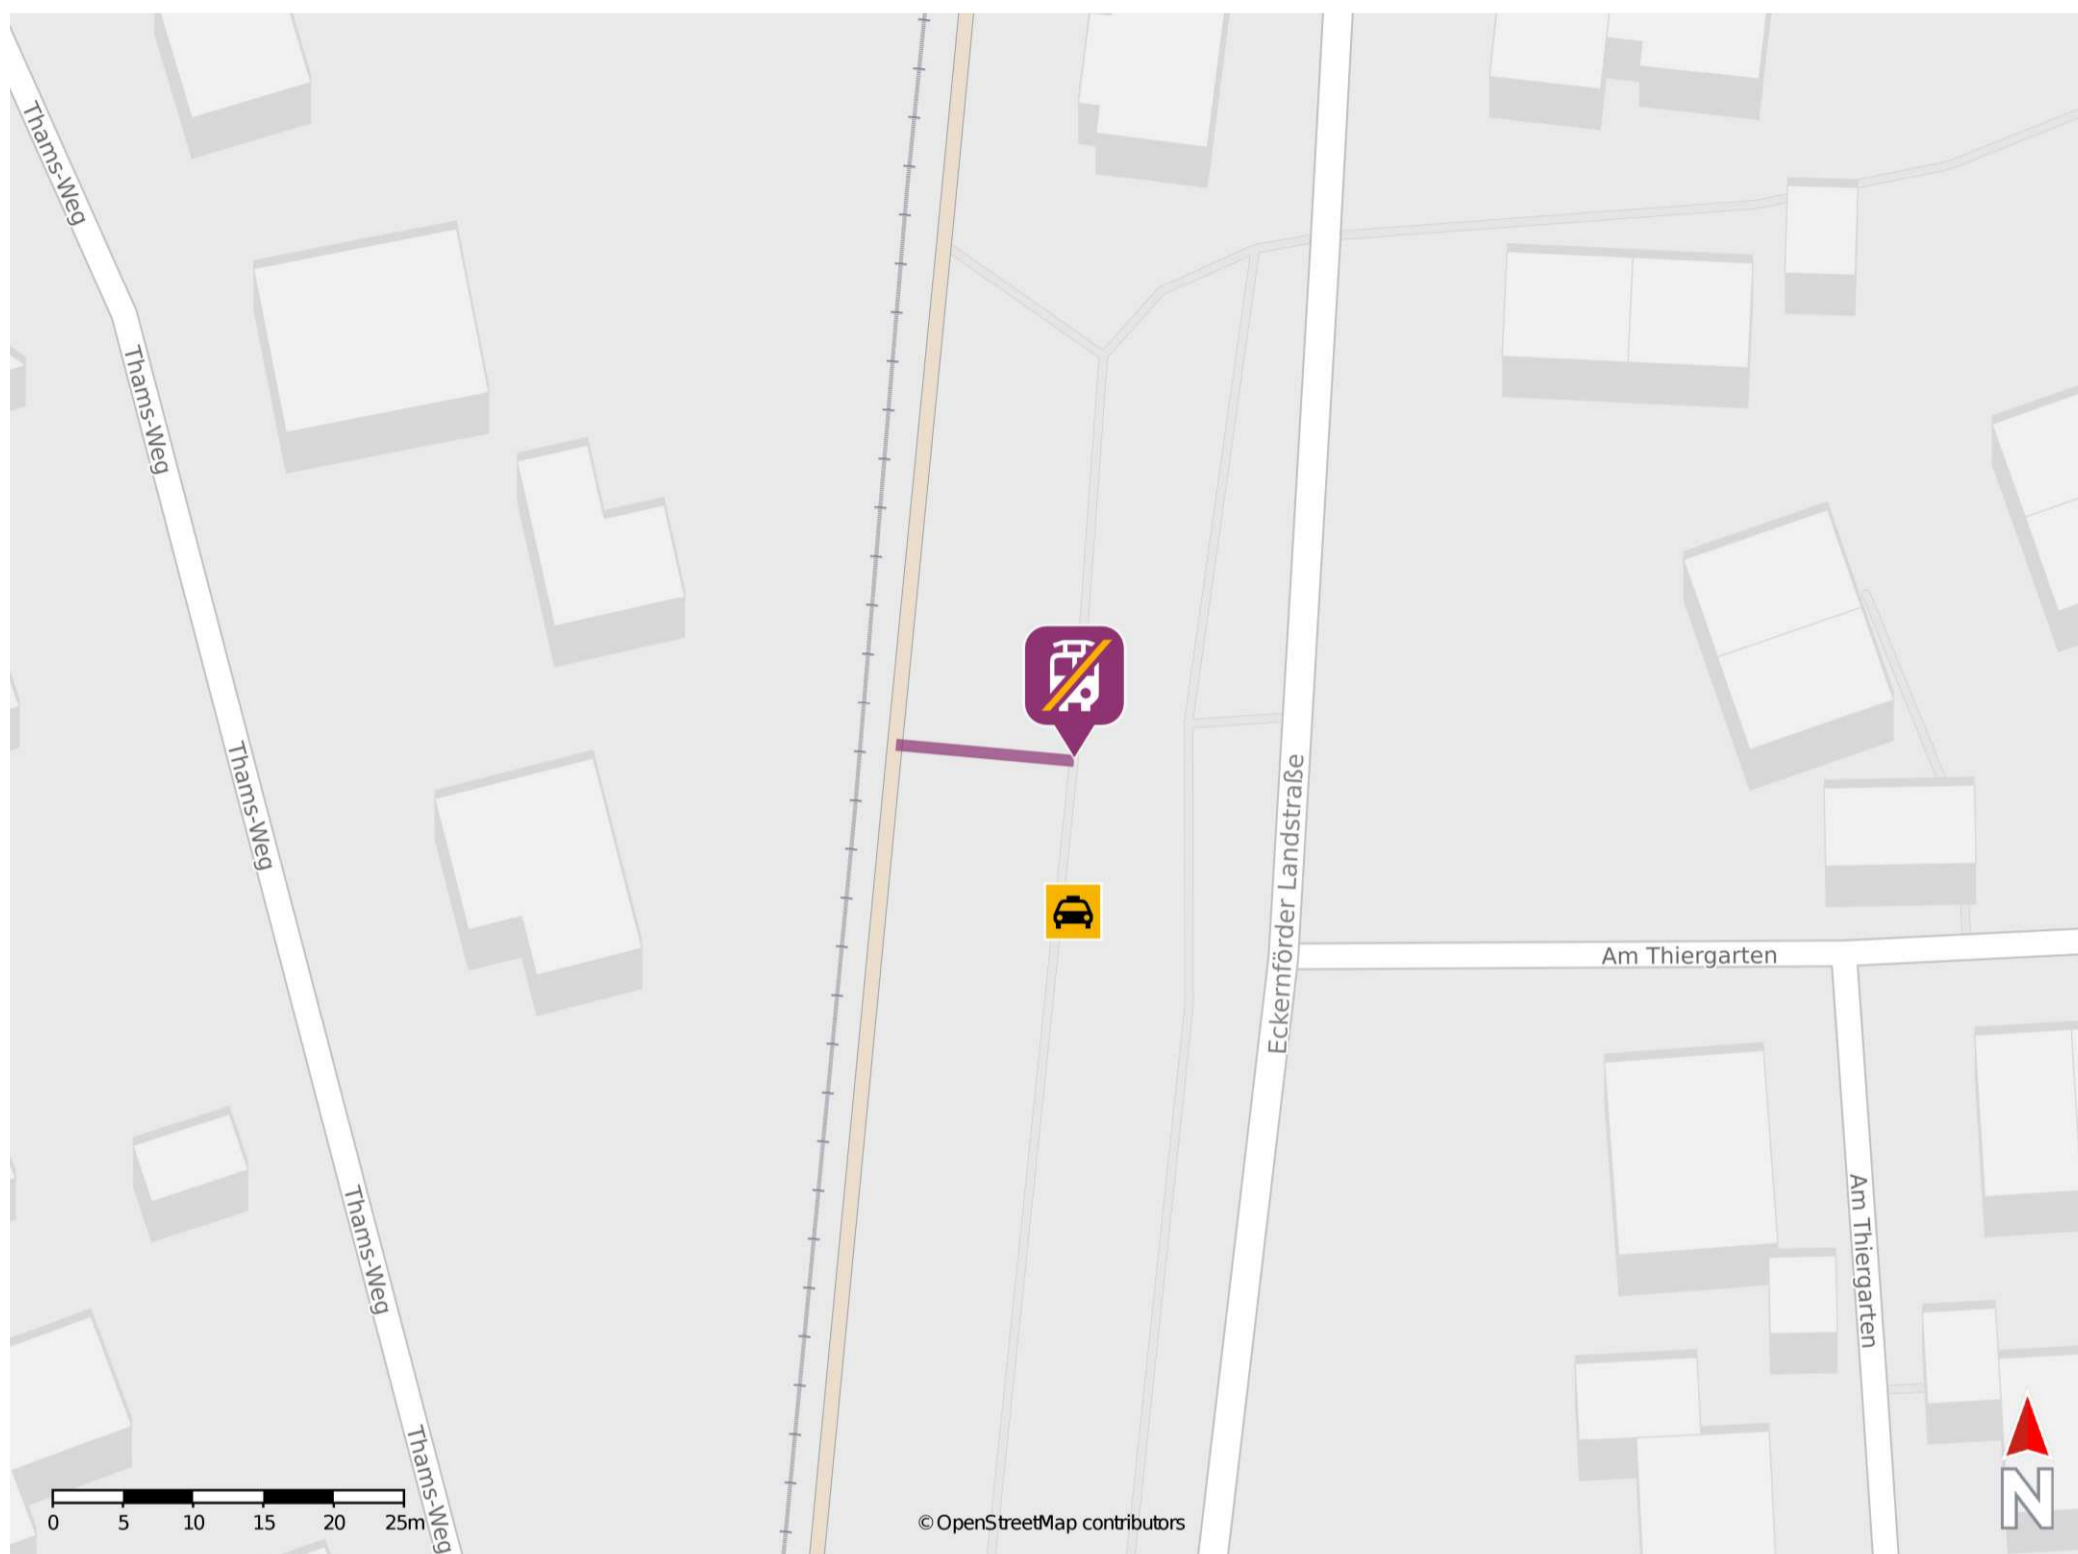 Thams-Weg
Thams-Weg
Thams-Weg
Eckernförder Landstraße
Am Thiergarten
Am Thiergarten
Thams-Weg
Thams-Weg
0 5 10 15 20 25m
© OpenStreetMap contributors
N